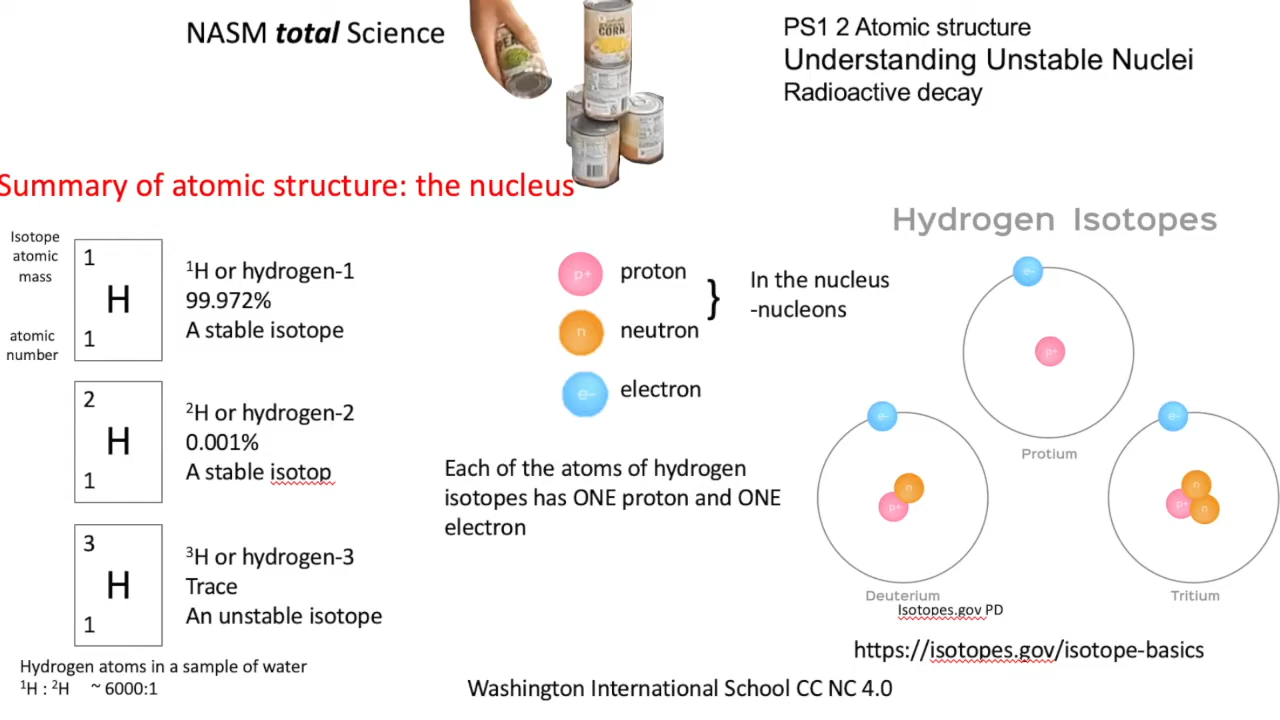 NASM total Science
CORN
PS1 2 Atomic structure
Understanding Unstable Nuclei
Radioactive decay
Summary of atomic structure: the nucleus
Isotope
atomic
mass
1
H
1
atomic
number
¹H or hydrogen-1
99.972%
A stable isotope
2
H
1
²H or hydrogen-2
0.001%
A stable isotop
3
H
1
³H or hydrogen-3
Trace
An unstable isotope
Hydrogen atoms in a sample of water
¹H : ²H ~ 6000:1
p+ proton
n neutron
e- electron
}
In the nucleus
-nucleons
Each of the atoms of hydrogen
isotopes has ONE proton and ONE
electron
Hydrogen Isotopes
e-
p+
Protium
e-
n
p+
Deuterium
e-
n
p+
n
Tritium
Isotopes.gov PD
https://isotopes.gov/isotope-basics
Washington International School CC NC 4.0